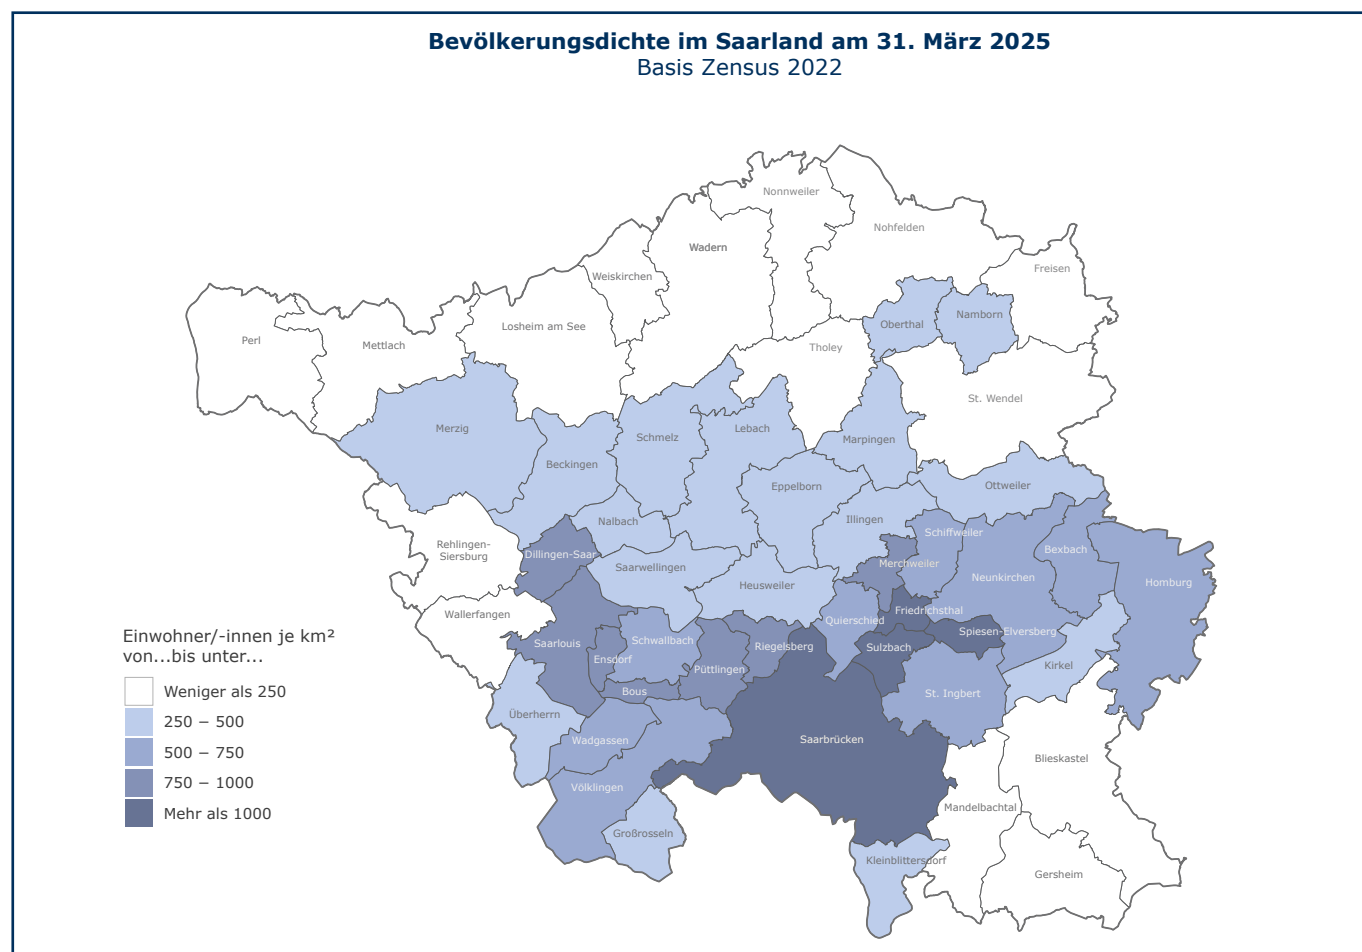 Bevölkerungsdichte im Saarland am 31. März 2025
Basis Zensus 2022
Nonnweiler
Nohfelden
Wadern
Freisen
Weiskirchen
Namborn
Oberthal
Losheim am See
Perl
Mettlach
Tholey
St. Wendel
Merzig
Schmelz
Lebach
Marpingen
Beckingen
Eppelborn
Ottweiler
Nalbach
Illingen
Schiffweiler
Rehlingen-
Siersburg
Dillingen-Saar
Bexbach
Merchweiler
Saarwellingen
Neunkirchen
Homburg
Heusweiler
Wallerfangen
Friedrichsthal
Quierschied
Spiesen-Elversberg
Saarlouis
Schwallbach
Riegelsberg
Sulzbach
Ensdorf
Püttlingen
Kirkel
Bous
St. Ingbert
Überherrn
Wadgassen
Saarbrücken
Blieskastel
Völklingen
Mandelbachtal
Großrosseln
Kleinblittersdorf
Gersheim
Einwohner/-innen je km²
von...bis unter...
Weniger als 250
250 – 500
500 – 750
750 – 1000
Mehr als 1000